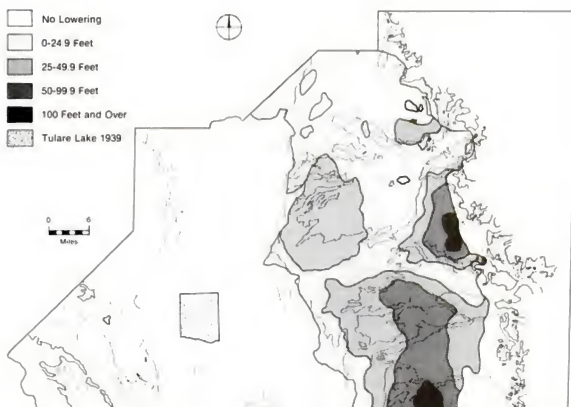 No Lowering
0-24.9 Feet
25-49.9 Feet
50-99.9 Feet
100 Feet and Over
Tulare Lake 1939
0 6
Miles